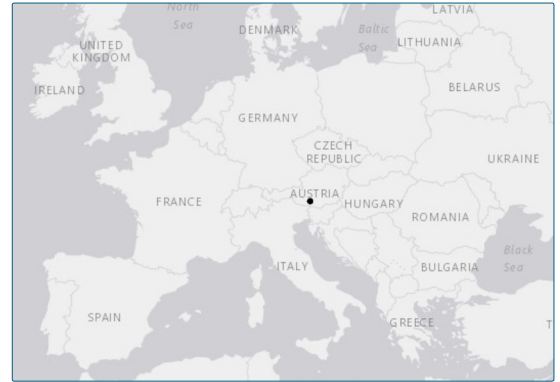 North
Sea
DENMARK
Baltic
Sea
LATVIA
LITHUANIA
UNITED
KINGDOM
IRELAND
BELARUS
GERMANY
CZECH
REPUBLIC
UKRAINE
AUSTRIA
FRANCE
HUNGARY
ROMANIA
Black
Sea
ITALY
BULGARIA
SPAIN
GREECE
T